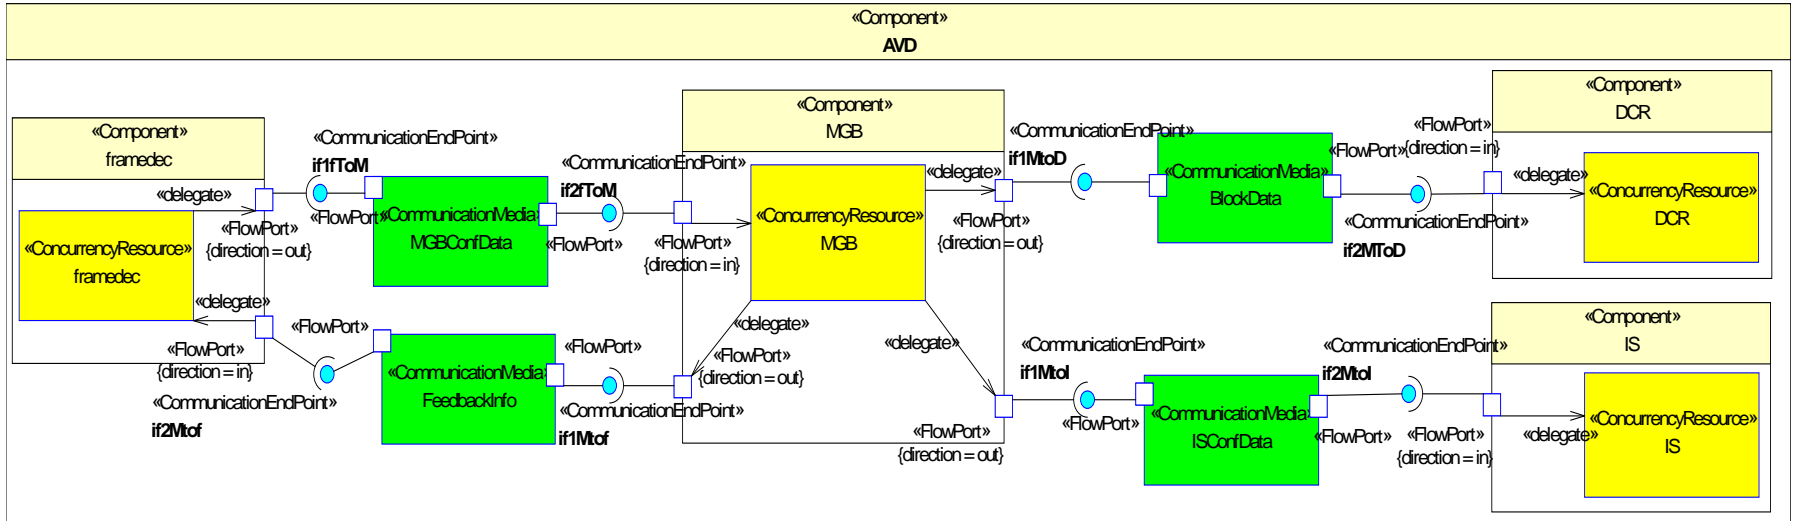 «Component»
AVD
«Component»
framedec
«delegate»
«ConcurrencyResource»
framedec
«FlowPort»
{direction = out}
«delegate»
«FlowPort»
{direction = in}
«CommunicationEndPoint»
if1fToM
«FlowPort»
«CommunicationMedia»
MGBConfData
«CommunicationEndPoint»
if2fToM
«FlowPort»
«FlowPort»
{direction = in}
«FlowPort»
«CommunicationEndPoint»
if2Mtof
«CommunicationMedia»
FeedbackInfo
«FlowPort»
«CommunicationEndPoint»
if1Mtof
«Component»
MGB
«ConcurrencyResource»
MGB
«delegate»
«FlowPort»
{direction = out}
«delegate»
«FlowPort»
{direction = out}
«delegate»
«FlowPort»
{direction = out}
«CommunicationEndPoint»
if1MtoD
«CommunicationMedia»
BlockData
«FlowPort»
«CommunicationEndPoint»
if2MToD
«FlowPort»
{direction = in}
«Component»
DCR
«delegate»
«ConcurrencyResource»
DCR
«CommunicationEndPoint»
if1MtoI
«FlowPort»
«CommunicationMedia»
ISConfData
«CommunicationEndPoint»
if2MtoI
«FlowPort»
«FlowPort»
{direction = in}
«Component»
IS
«delegate»
«ConcurrencyResource»
IS